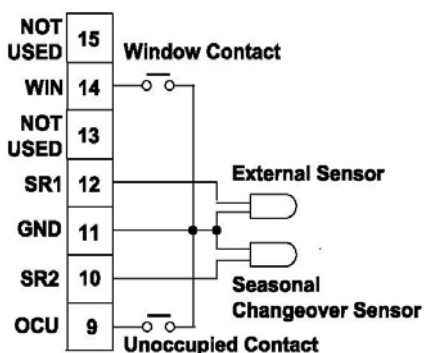 NOT
USED 15
Window Contact
WIN 14
NOT
USED 13
SR1 12
External Sensor
GND 11
SR2 10
Seasonal
Changeover Sensor
OCU 9
Unoccupied Contact